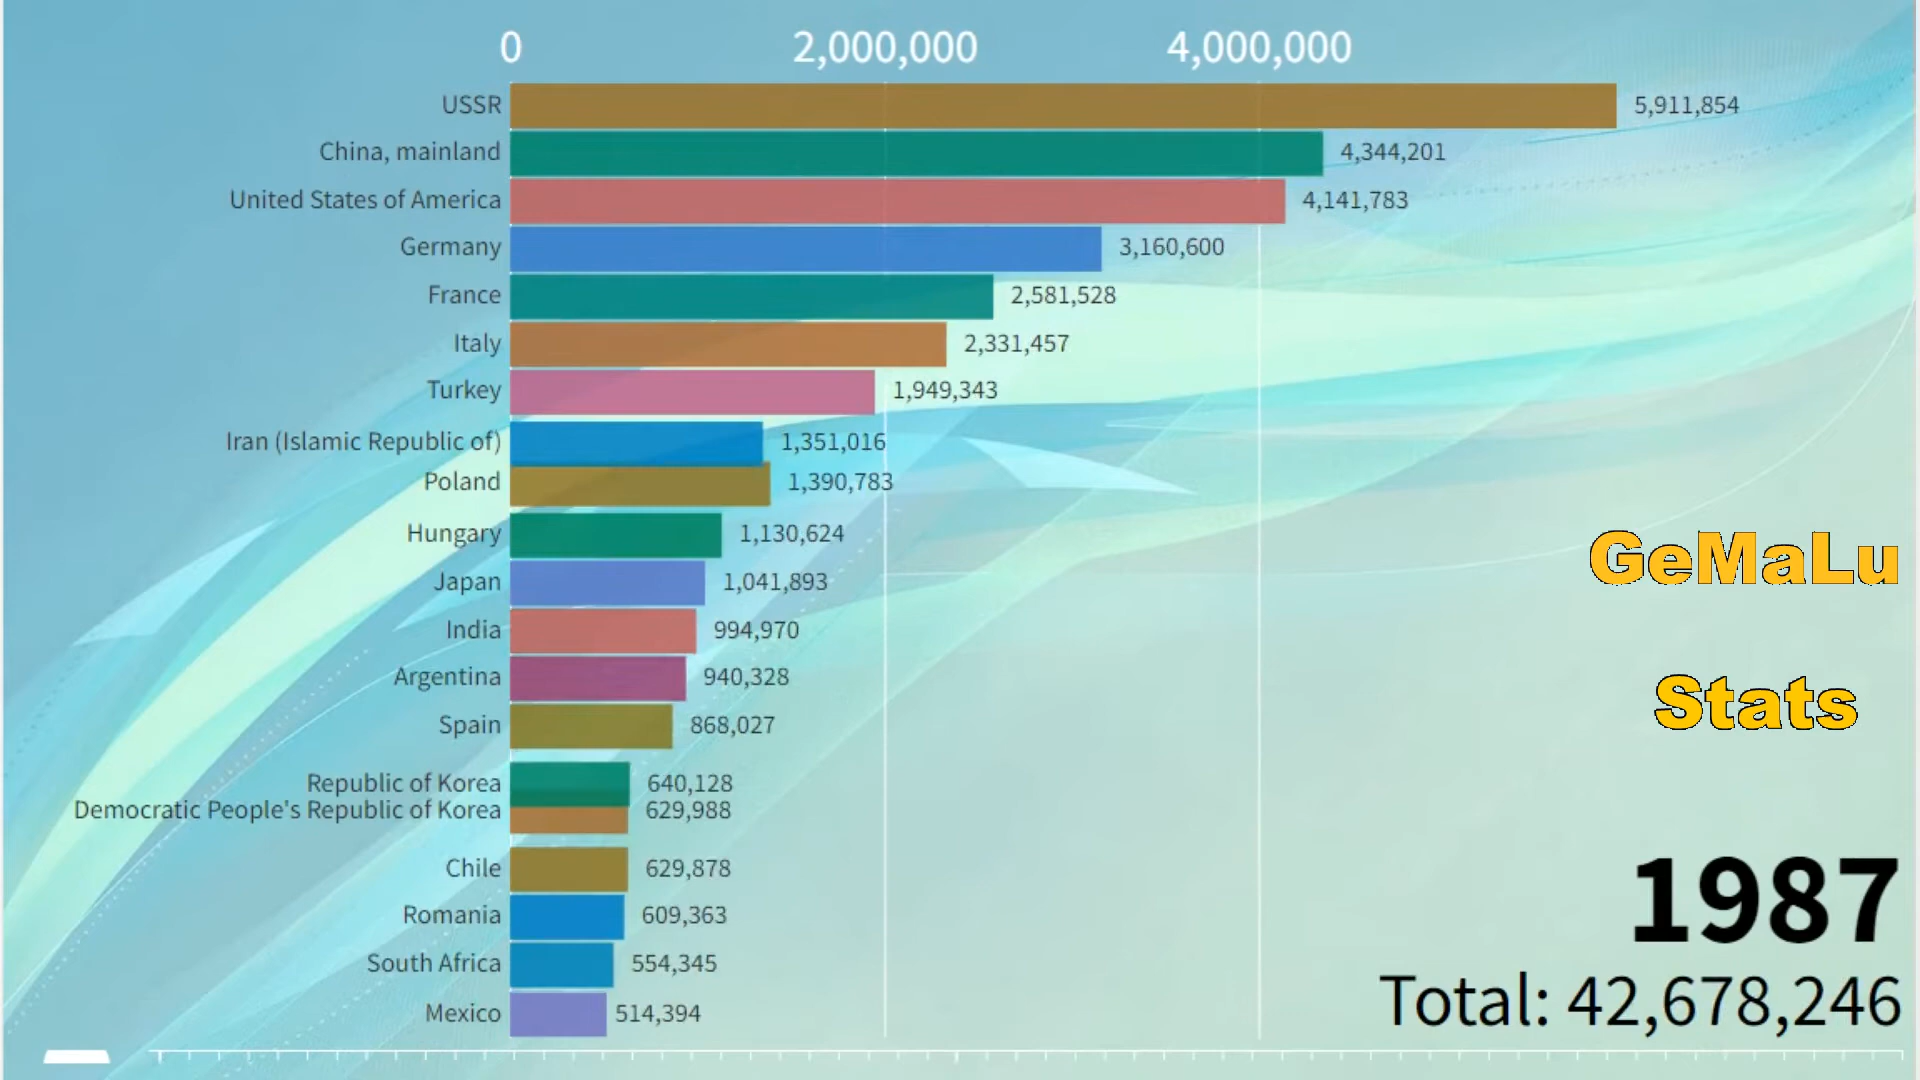 0 2,000,000 4,000,000
USSR 5,911,854
China, mainland 4,344,201
United States of America 4,141,783
Germany 3,160,600
France 2,581,528
Italy 2,331,457
Turkey 1,949,343
Iran (Islamic Republic of) 1,351,016
Poland 1,390,783
Hungary 1,130,624
Japan 1,041,893
India 994,970
Argentina 940,328
Spain 868,027
Republic of Korea 640,128
Democratic People's Republic of Korea 629,988
Chile 629,878
Romania 609,363
South Africa 554,345
Mexico 514,394
GeMaLu
Stats
1987
Total: 42,678,246